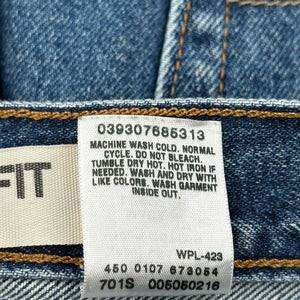 039307685313
MACHINE WASH COLD. NORMAL
CYCLE. DO NOT BLEACH.
TUMBLE DRY HOT. HOT IRON IF
NEEDED. WASH AND DRY WITH
LIKE COLORS. WASH GARMENT
INSIDE OUT.
FIT
WPL-423
450 0107 673054
701S 005050216